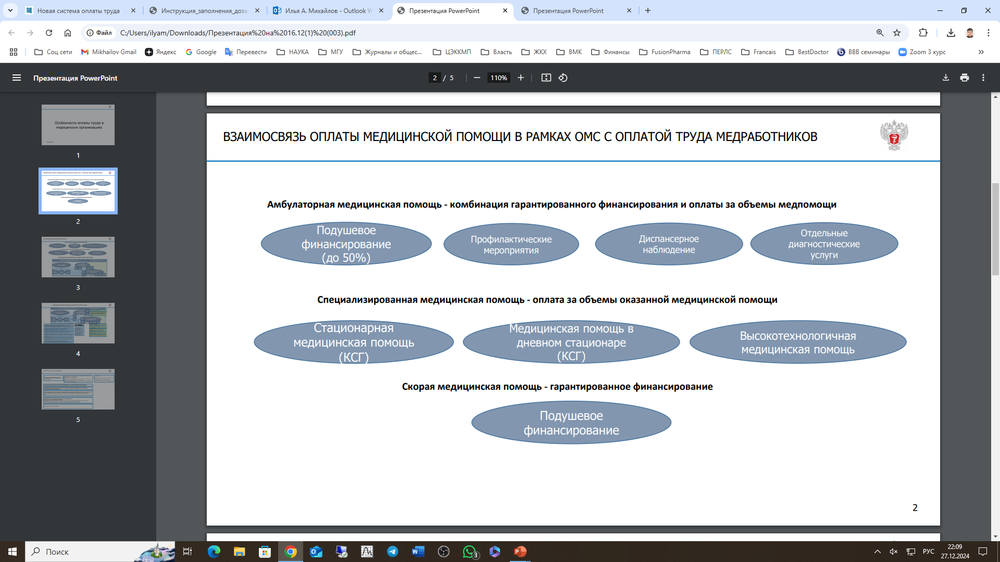 Новая система оплаты труда
Инструкция_заполнения_доза
Илья А. Михайлов - Outlook W
Презентация PowerPoint
Презентация PowerPoint
Файл
C:/Users/ilyam/Downloads/Презентация%20на%2016.12(1)%20(003).pdf
Соц сети
Mikhailov Gmail
Яндекс
Google
Перевести
НАУКА
МГУ
Журналы и общес...
ЦЭККМП
Власть
ЖКХ
ВМК
Финансы
FusionPharma
ПЕРЛС
Francais
BestDoctor
BBB семинары
Zoom 3 курс
Презентация PowerPoint
2 / 5
110%
Особенности оплаты труда в
медицинских организациях
1
2
3
4
5
ВЗАИМОСВЯЗЬ ОПЛАТЫ МЕДИЦИНСКОЙ ПОМОЩИ В РАМКАХ ОМС С ОПЛАТОЙ ТРУДА МЕДРАБОТНИКОВ
Амбулаторная медицинская помощь - комбинация гарантированного финансирования и оплаты за объемы медпомощи
Подушевое
финансирование
(до 50%)
Профилактические
мероприятия
Диспансерное
наблюдение
Отдельные
диагностические
услуги
Специализированная медицинская помощь - оплата за объемы оказанной медицинской помощи
Стационарная
медицинская помощь
(КСГ)
Медицинская помощь в
дневном стационаре
(КСГ)
Высокотехнологичная
медицинская помощь
Скорая медицинская помощь - гарантированное финансирование
Подушевое
финансирование
2
Поиск
3
РУС
22:09
27.12.2024